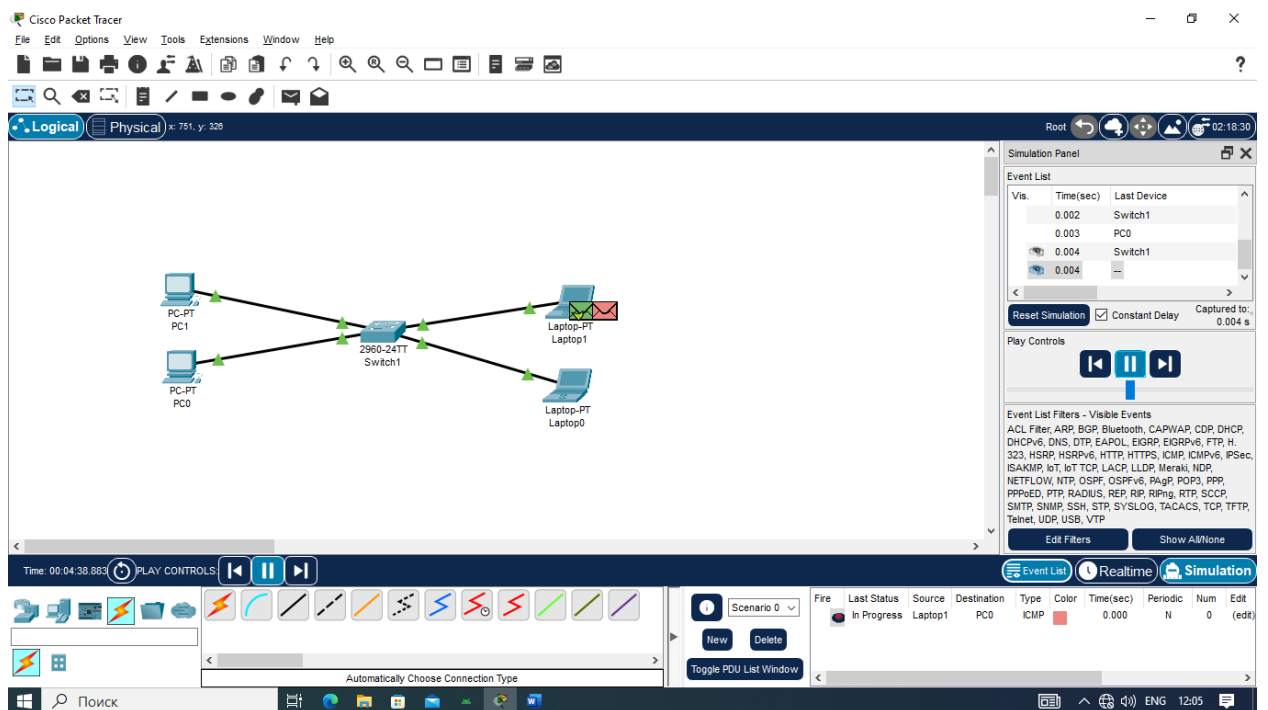 Cisco Packet Tracer
File Edit Options View Tools Extensions Window Help
?
Logical Physical x: 751, y: 326 Root 02:18:30
Simulation Panel
Event List
Vis. Time(sec) Last Device
0.002 Switch1
0.003 PC0
0.004 Switch1
0.004 --
Reset Simulation Constant Delay Captured to:
0.004 s
Play Controls
PC-PT
PC1
PC-PT
PC0
2960-24TT
Switch1
Laptop-PT
Laptop1
Laptop-PT
Laptop0
Event List Filters - Visible Events
ACL Filter, ARP, BGP, Bluetooth, CAPWAP, CDP, DHCP,
DHCPv6, DNS, DTP, EAPOL, EIGRP, EIGRPv6, FTP, H.
323, HSRP, HSRPv6, HTTP, HTTPS, ICMP, ICMPv6, IPSec,
ISAKMP, IoT, IoT TCP, LACP, LLDP, Meraki, NDP,
NETFLOW, NTP, OSPF, OSPFv6, PAgP, POP3, PPP,
PPPoED, PTP, RADIUS, REP, RIP, RIPng, RTP, SCCP,
SMTP, SNMP, SSH, STP, SYSLOG, TACACS, TCP, TFTP,
Telnet, UDP, USB, VTP
Edit Filters Show All/None
Time: 00:04:38.883 PLAY CONTROLS: Event List Realtime Simulation
Scenario 0
New Delete
Toggle PDU List Window
Fire Last Status Source Destination Type Color Time(sec) Periodic Num Edit
In Progress Laptop1 PC0 ICMP 0.000 N 0 (edit)
Automatically Choose Connection Type
Поиск ENG 12:05